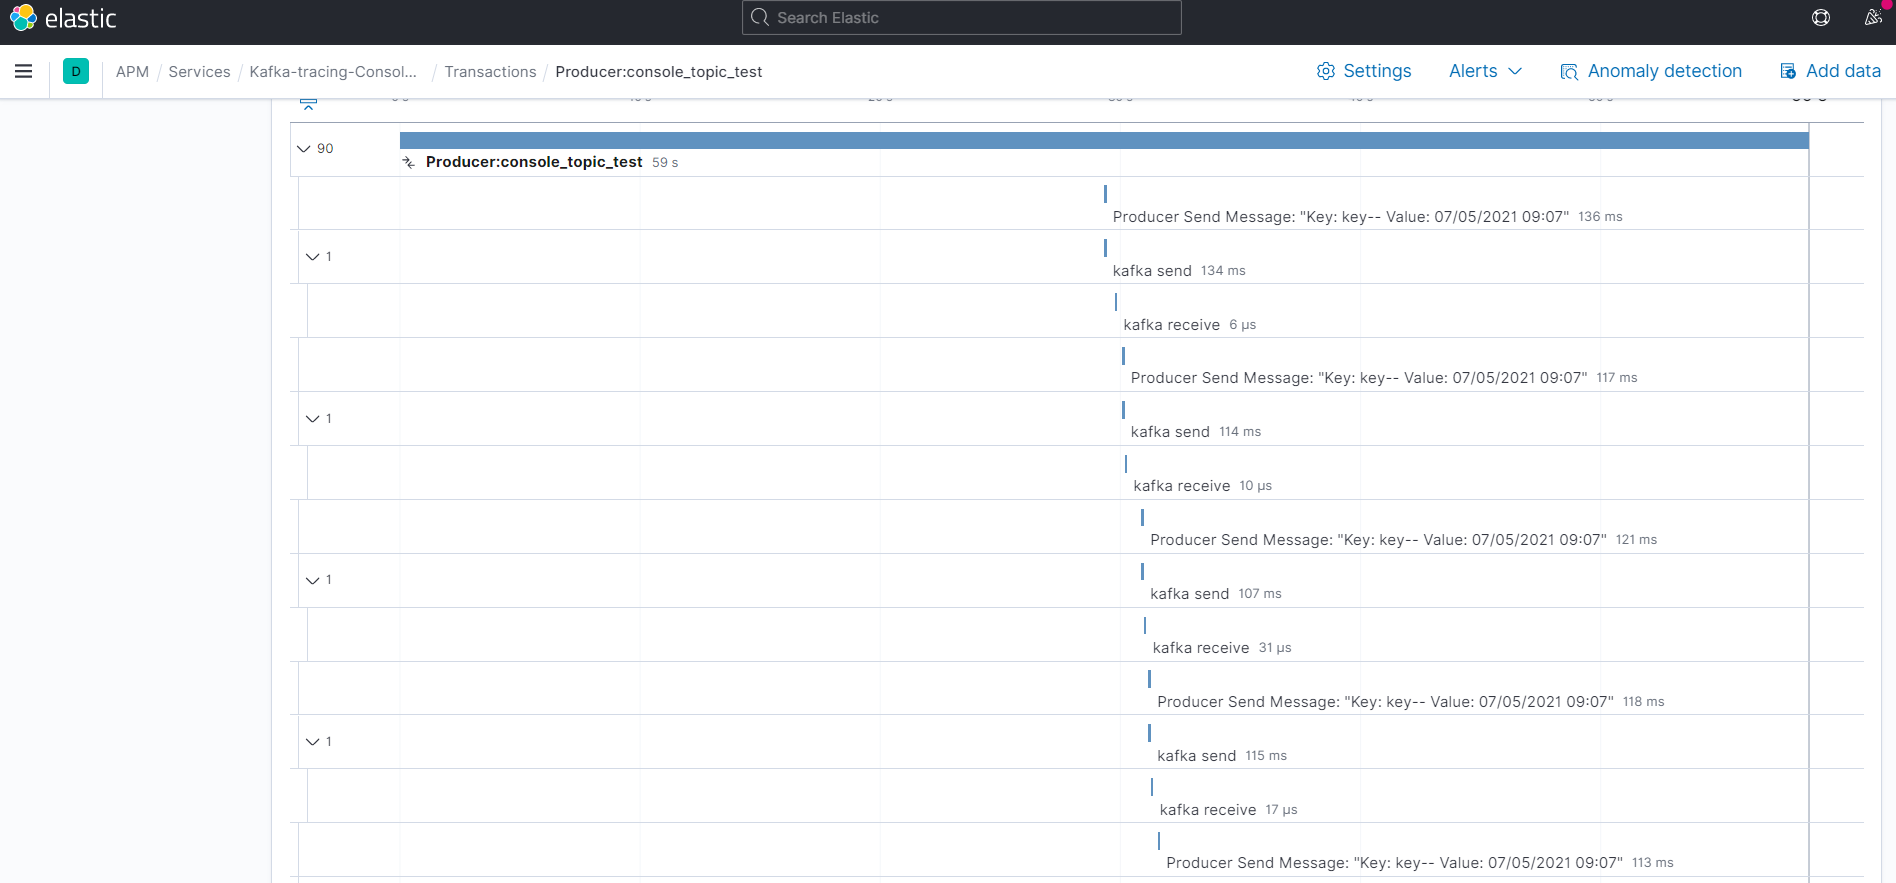 elastic
Search Elastic
D
APM / Services / Kafka-tracing-Consol... / Transactions / Producer:console_topic_test
Settings
Alerts
Anomaly detection
Add data
90
Producer:console_topic_test 59 s
Producer Send Message: "Key: key-- Value: 07/05/2021 09:07" 136 ms
1
kafka send 134 ms
kafka receive 6 μs
Producer Send Message: "Key: key-- Value: 07/05/2021 09:07" 117 ms
1
kafka send 114 ms
kafka receive 10 μs
Producer Send Message: "Key: key-- Value: 07/05/2021 09:07" 121 ms
1
kafka send 107 ms
kafka receive 31 μs
Producer Send Message: "Key: key-- Value: 07/05/2021 09:07" 118 ms
1
kafka send 115 ms
kafka receive 17 μs
Producer Send Message: "Key: key-- Value: 07/05/2021 09:07" 113 ms